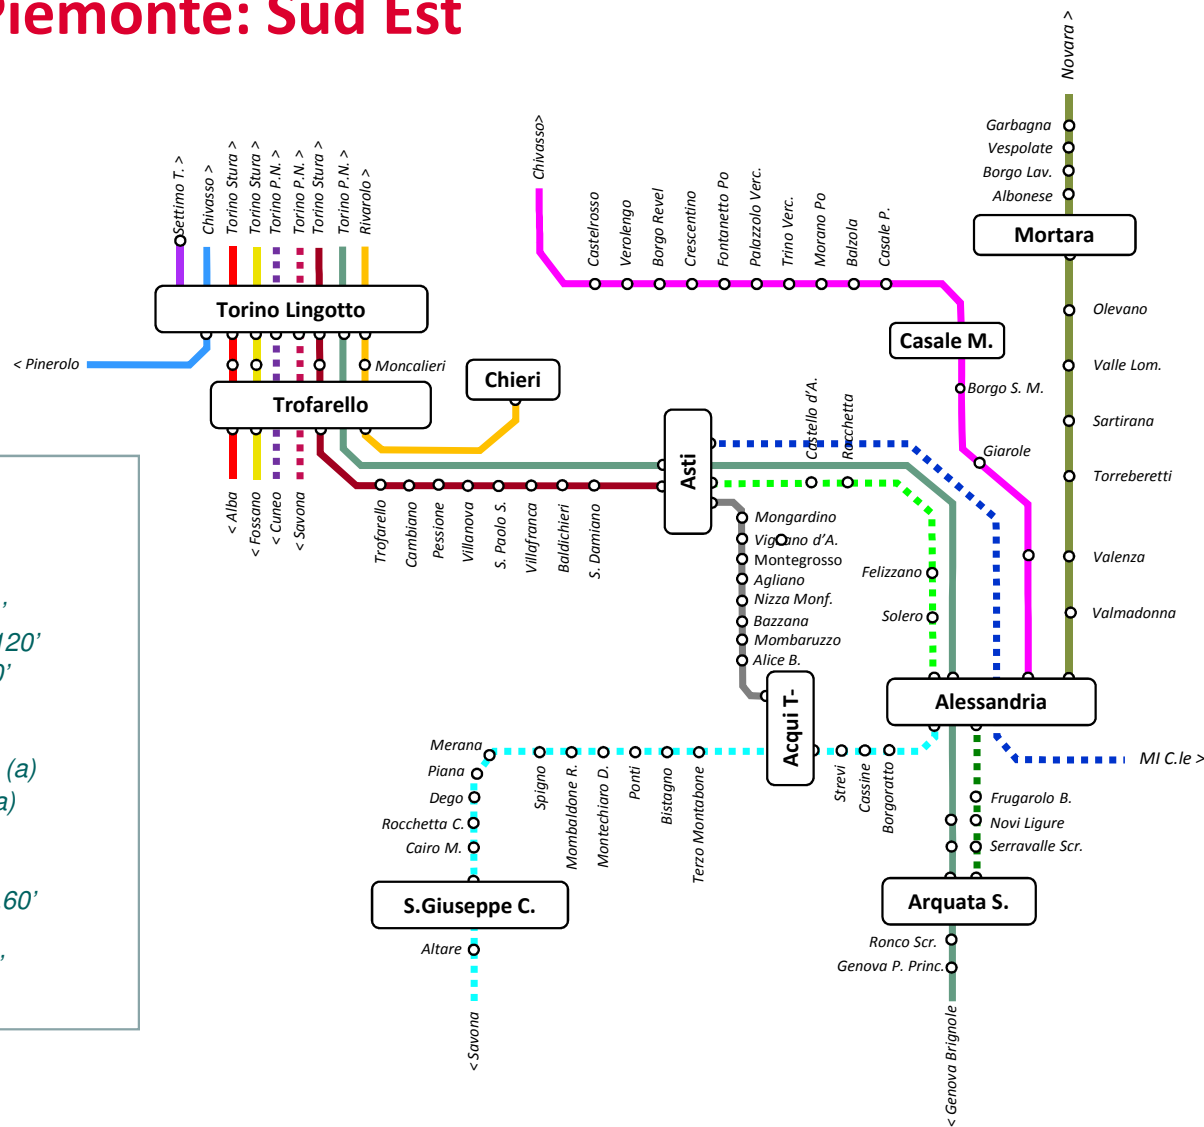 Piemonte: Sud Est
Novara >
Garbagna
Vespolate
Borgo Lav.
Albonese
Mortara
Olevano
Valle Lom.
Sartirana
Torreberetti
Valenza
Valmadonna
Settimo T. >
Chivasso >
Torino Stura >
Torino Stura >
Torino P.N. >
Torino P.N. >
Torino Stura >
Torino P.N. >
Rivarolo >
Chivasso>
Castelrosso
Verolengo
Borgo Revel
Crescentino
Fontanetto Po
Palazzolo Verc.
Trino Verc.
Morano Po
Balzola
Casale P.
Casale M.
Borgo S. M.
Giarole
Torino Lingotto
< Pinerolo
Moncalieri
Chieri
Trofarello
< Alba
< Fossano
< Cuneo
< Savona
Trofarello
Cambiano
Pessione
Villanova
S. Paolo S.
Villafranca
Baldichieri
S. Damiano
Asti
Castello d'A.
Rocchetta
Felizzano
Solero
Mongardino
Vigliano d'A.
Montegrosso
Agliano
Nizza Monf.
Bazzana
Mombaruzzo
Alice B.
Acqui T-
Alessandria
MI C.le >
Strevi
Cassine
Borgoratto
Frugarolo B.
Novi Ligure
Serravalle Scr.
Arquata S.
Ronco Scr.
Genova P. Princ.
< Genova Brignole
Merana
Piana
Dego
Rocchetta C.
Cairo M.
Spigno
Mombaldone R.
Montechiaro D.
Ponti
Bistagno
Terzo Montabone
S.Giuseppe C.
Altare
< Savona
’
120’
0’
(a)
a)
60’
’